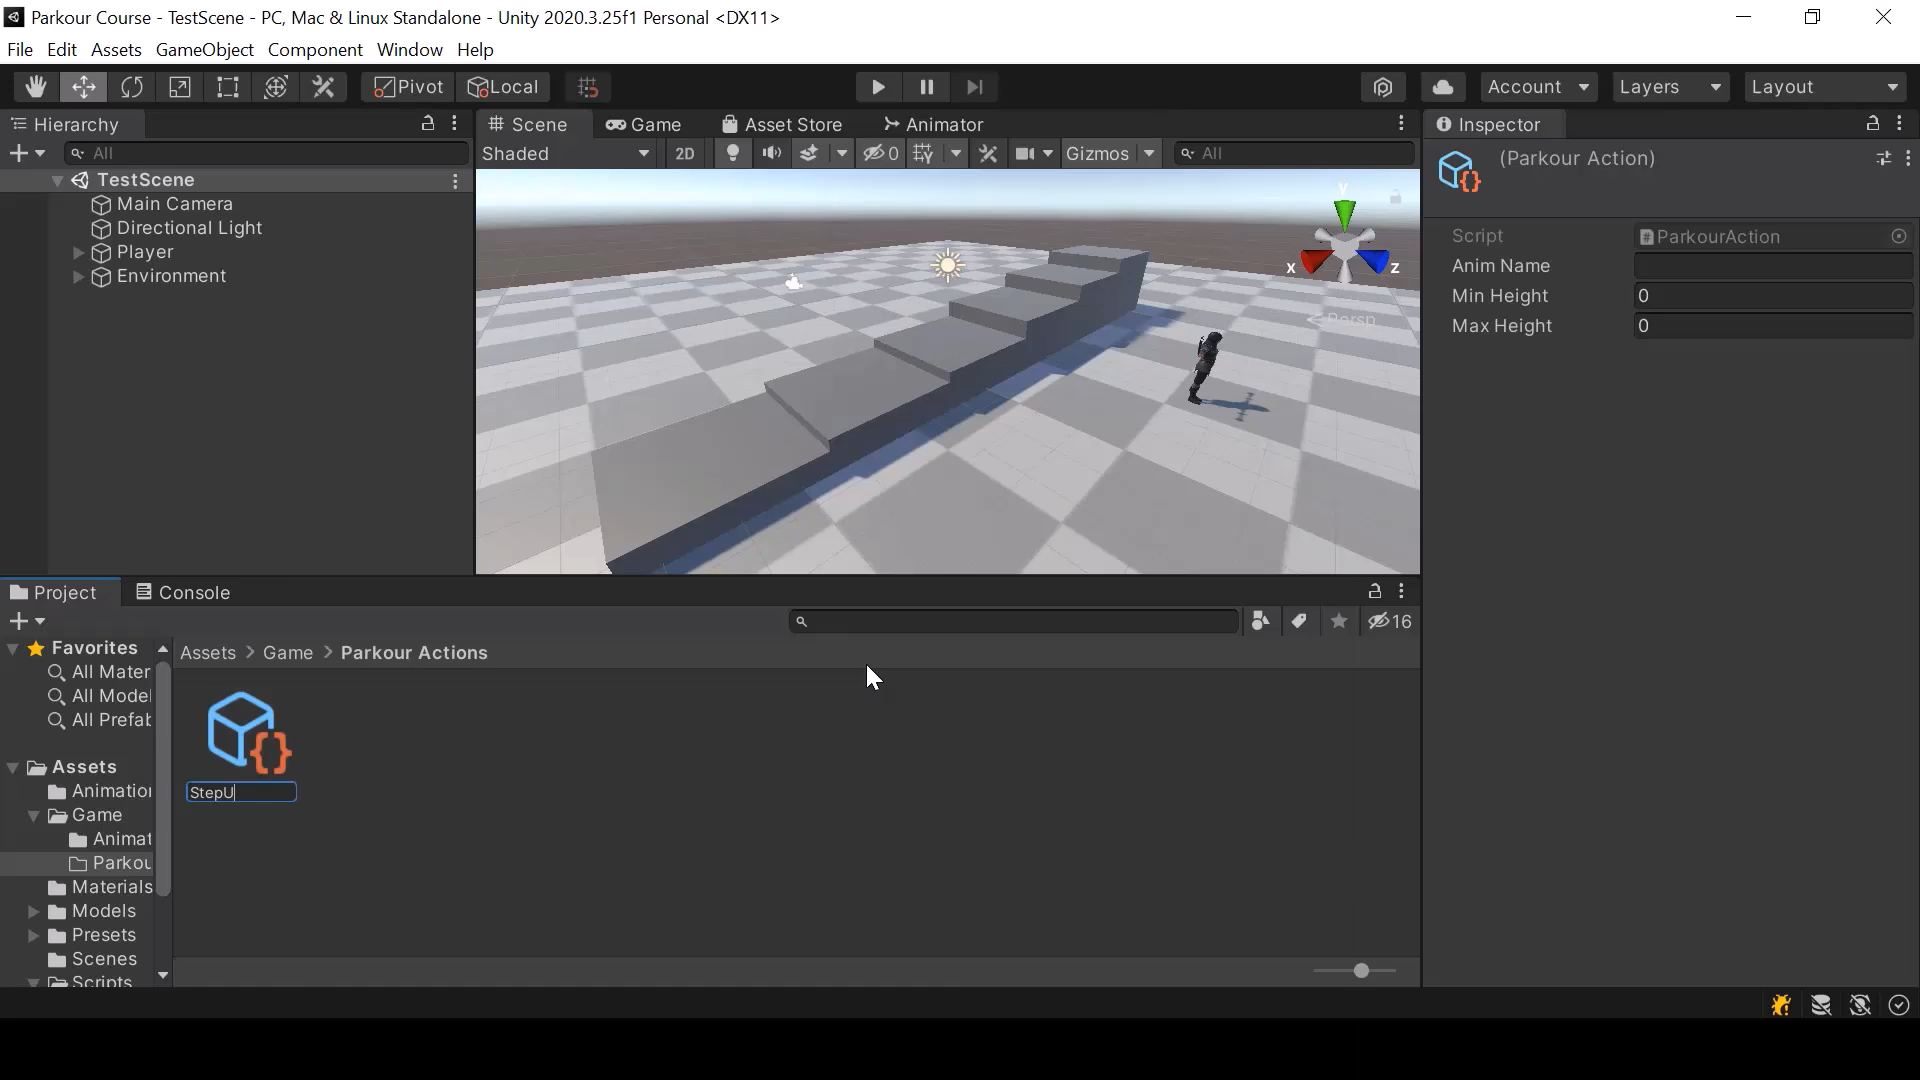 Parkour Course - TestScene - PC, Mac & Linux Standalone - Unity 2020.3.25f1 Personal <DX11>
File Edit Assets GameObject Component Window Help
Pivot Local Account Layers Layout
Hierarchy
Scene Game Asset Store Animator
Inspector
All
Shaded 2D 0 Gizmos All
(Parkour Action)
TestScene
Main Camera
Directional Light
Player
Environment
y
x
z
Persp
Script ParkourAction
Anim Name
Min Height 0
Max Height 0
Project Console
16
Favorites
All Mater
All Model
All Prefab
Assets > Game > Parkour Actions
StepU
Assets
Animation
Game
Animat
Parkou
Materials
Models
Presets
Scenes
Scripts